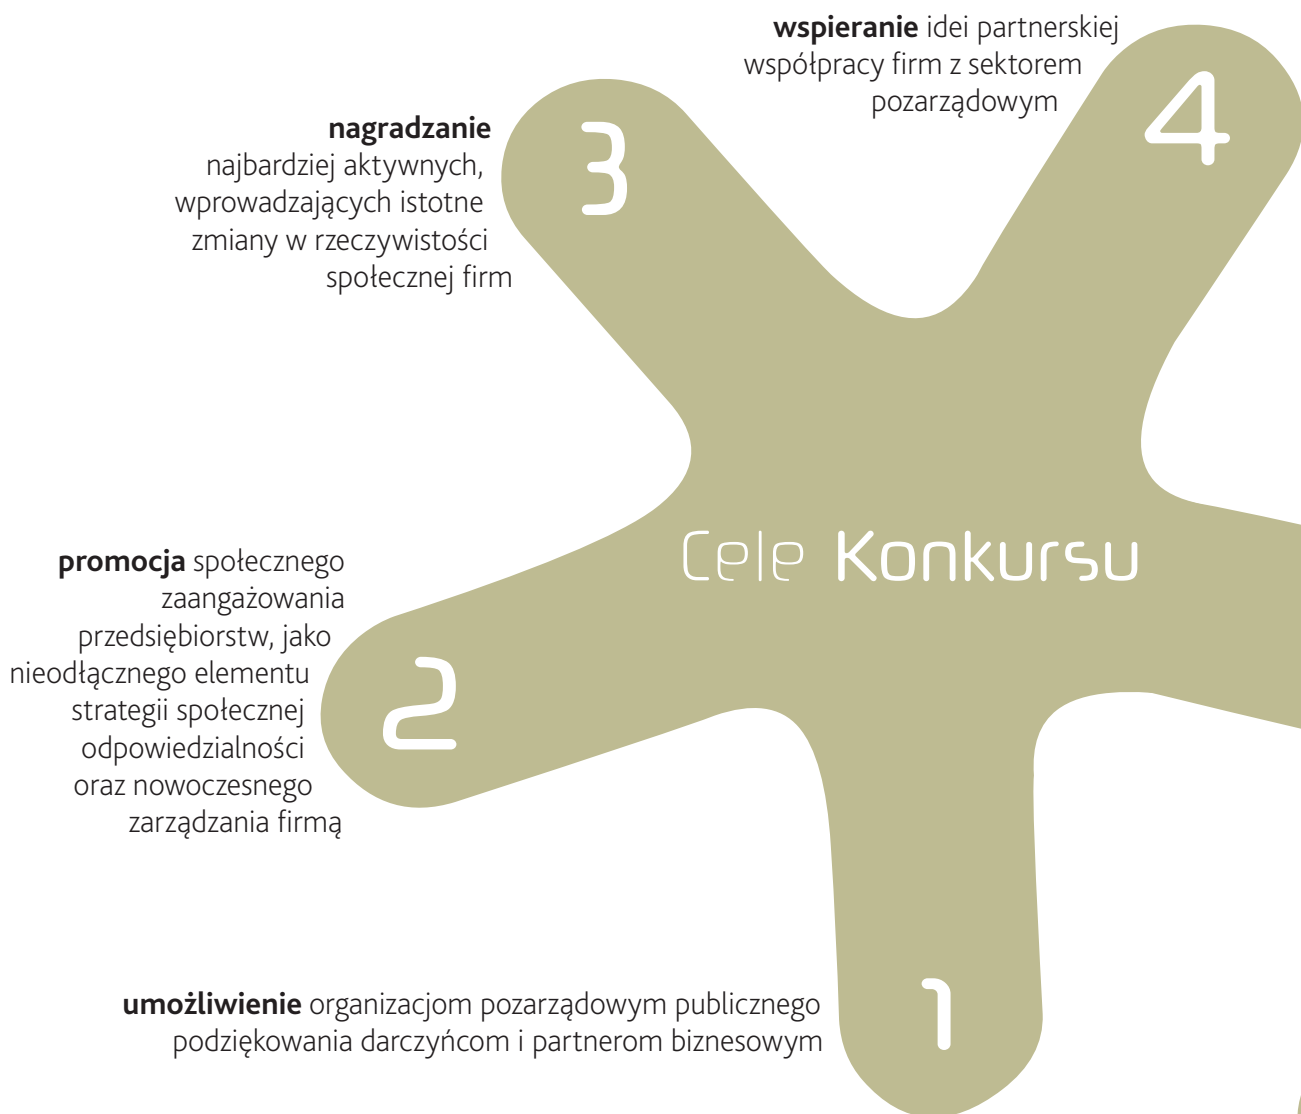 wspieranie idei partnerskiej
współpracy firm z sektorem
pozarządowym
4
nagradzanie
najbardziej aktywnych,
wprowadzających istotne
zmiany w rzeczywistości
społecznej firm
3
Cele Konkursu
promocja społecznego
zaangażowania
przedsiębiorstw, jako
nieodłącznego elementu
strategii społecznej
odpowiedzialności
oraz nowoczesnego
zarządzania firmą
2
umożliwienie organizacjom pozarządowym publicznego
podziękowania darczyńcom i partnerom biznesowym
1